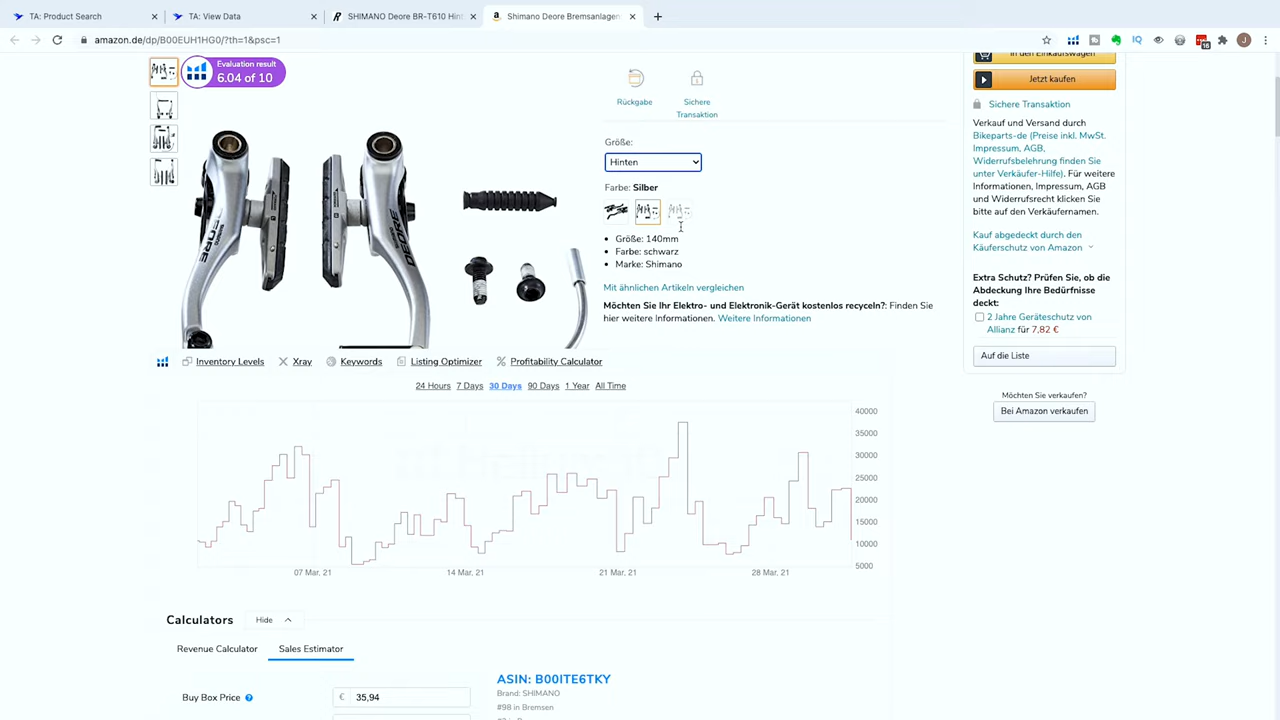 TA: Product Search
TA: View Data
SHIMANO Deore BR-T610 Hint
Shimano Deore Bremsanlagen
amazon.de/dp/B00EUH1HG0/?th=1&psc=1
IQ
16
J
Evaluation result
6.04 of 10
Rückgabe
Sichere
Transaktion
Größe:
Hinten
Farbe: Silber
Größe: 140mm
Farbe: schwarz
Marke: Shimano
Mit ähnlichen Artikeln vergleichen
Möchten Sie Ihr Elektro- und Elektronik-Gerät kostenlos recyceln?: Finden Sie
hier weitere Informationen. Weitere Informationen
DEORE
In den Einkaufswagen
Jetzt kaufen
Sichere Transaktion
Verkauf und Versand durch
Bikeparts-de (Preise inkl. MwSt.
Impressum, AGB,
Widerrufsbelehrung finden Sie
unter Verkäufer-Hilfe). Für weitere
Informationen, Impressum, AGB
und Widerrufsrecht klicken Sie
bitte auf den Verkäufernamen.
Kauf abgedeckt durch den
Käuferschutz von Amazon
Extra Schutz? Prüfen Sie, ob die
Abdeckung Ihre Bedürfnisse
deckt:
2 Jahre Geräteschutz von
Allianz für 7,82 €
Auf die Liste
Möchten Sie verkaufen?
Bei Amazon verkaufen
Inventory Levels
Xray
Keywords
Listing Optimizer
Profitability Calculator
24 Hours 7 Days 30 Days 90 Days 1 Year All Time
40000
35000
30000
25000
20000
15000
10000
5000
07 Mar, 21
14 Mar, 21
21 Mar, 21
28 Mar, 21
Calculators
Hide
Revenue Calculator
Sales Estimator
Buy Box Price
€ 35,94
ASIN: B00ITE6TKY
Brand: SHIMANO
#98 in Bremsen